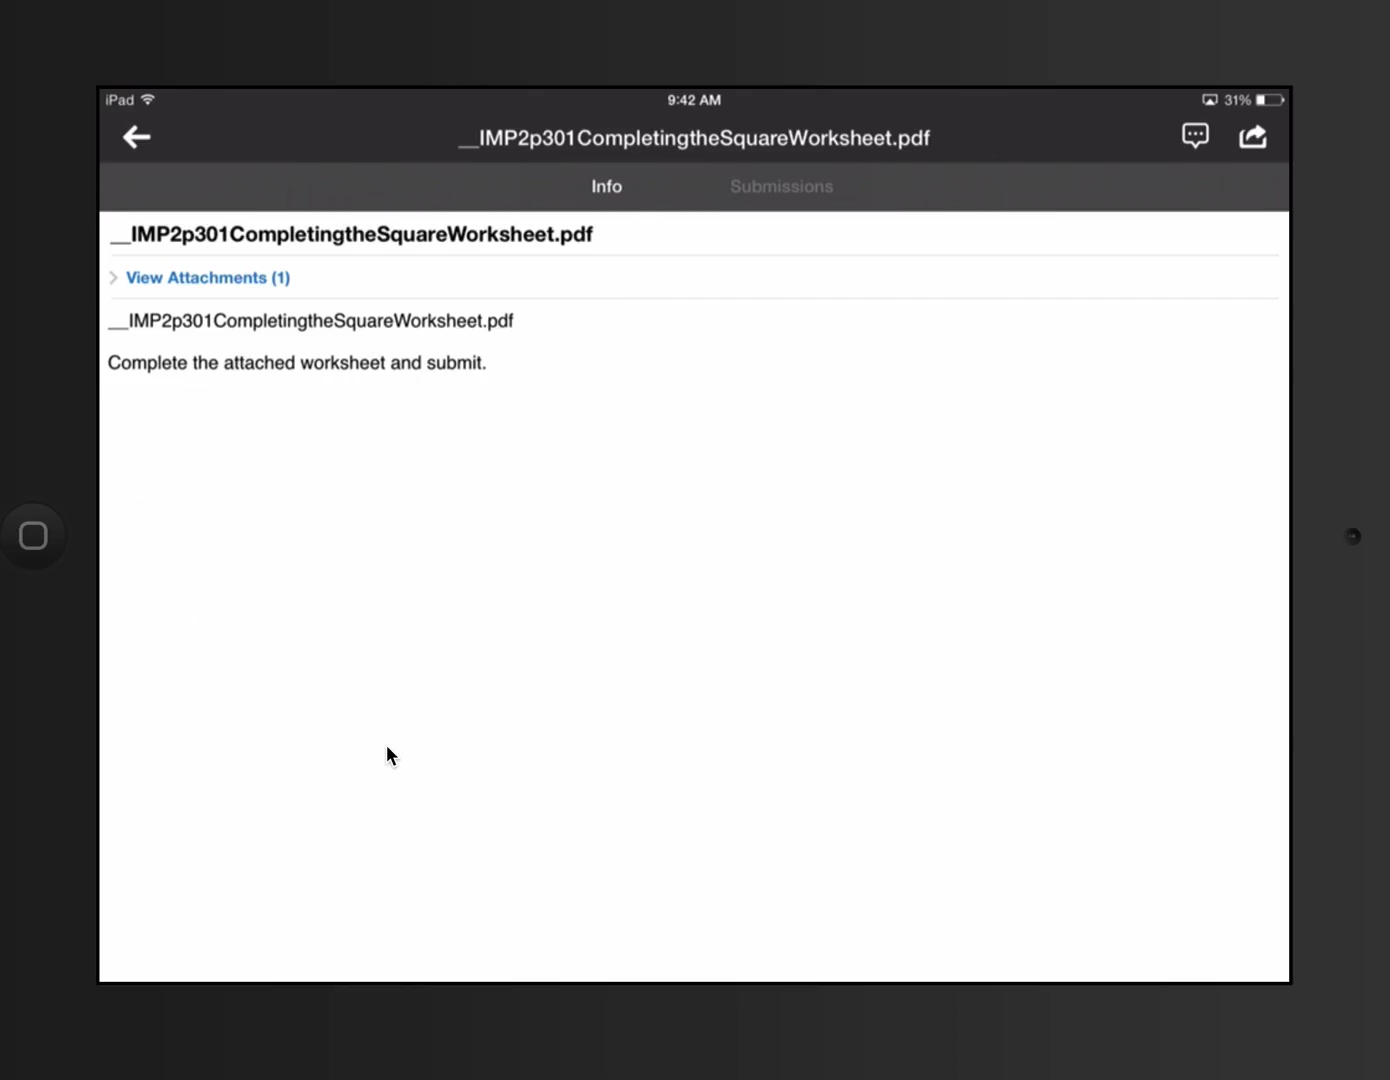 iPad
9:42 AM
31%
__IMP2p301CompletingtheSquareWorksheet.pdf
Info
Submissions
__IMP2p301CompletingtheSquareWorksheet.pdf
View Attachments (1)
__IMP2p301CompletingtheSquareWorksheet.pdf
Complete the attached worksheet and submit.